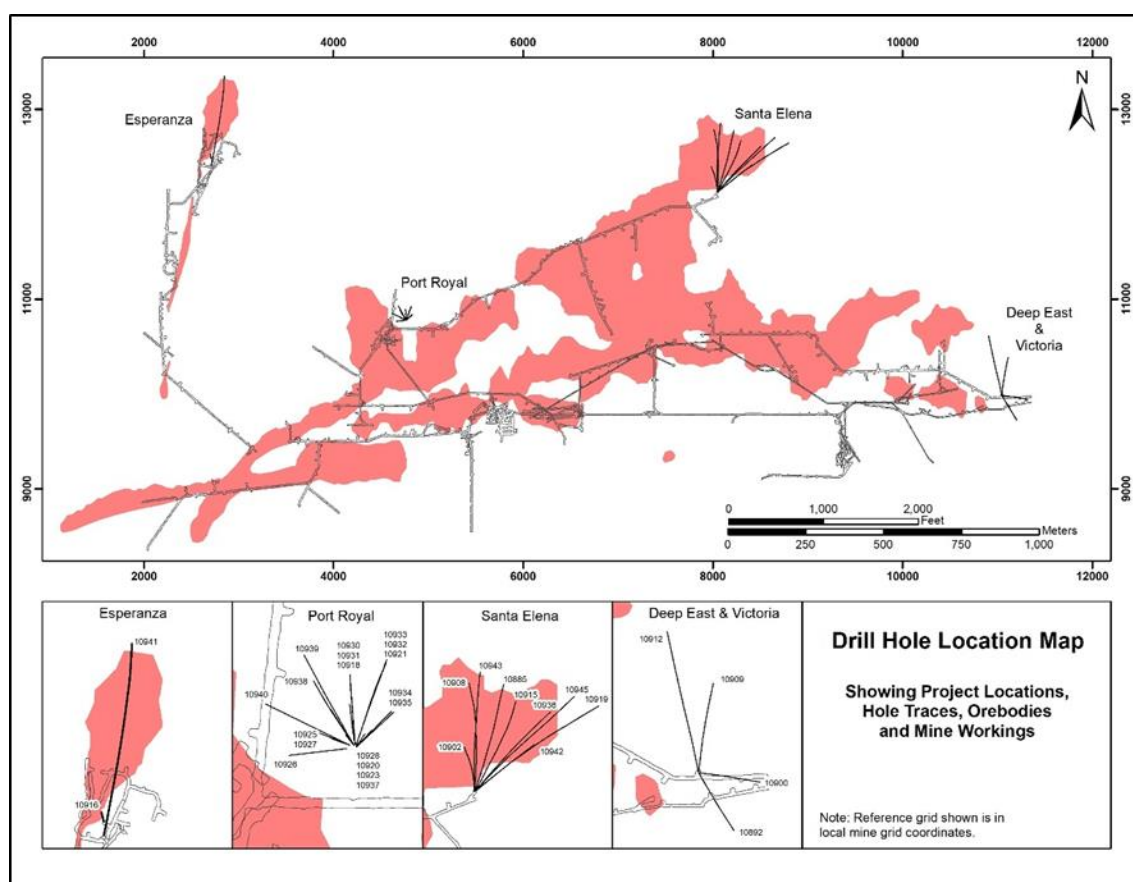 2000 4000 6000 8000 10000 12000
13000 13000
N
Esperanza
Santa Elena
Port Royal
11000 11000
Deep East
&
Victoria
9000 9000
0 1,000 2,000
Feet
Meters
0 250 500 750 1,000
2000 4000 6000 8000 10000 12000
Esperanza
10941
10916
Port Royal
10939
10930
10931
10918
10933
10932
10921
10938
10940
10934
10935
10925
10927
10926
10928
10920
10923
10937
Santa Elena
10943
10908
10885
10915
10945
10938
10919
10902
10942
Deep East & Victoria
10912
10909
10900
10892
Drill Hole Location Map
Showing Project Locations,
Hole Traces, Orebodies
and Mine Workings
Note: Reference grid shown is in
local mine grid coordinates.